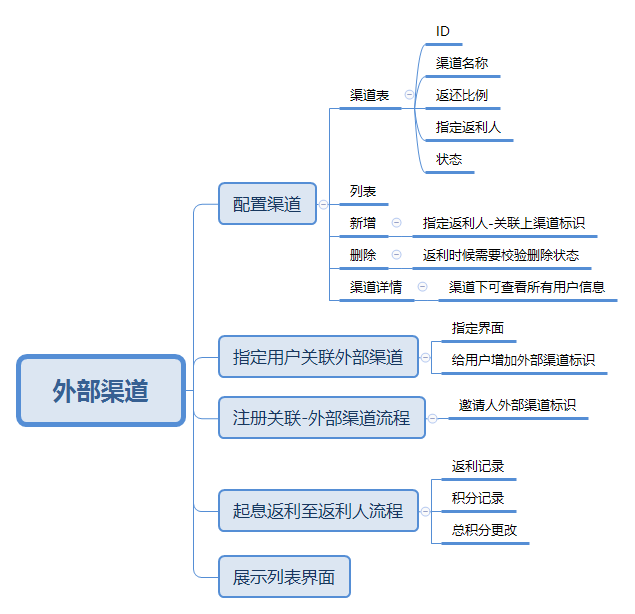 外部渠道
配置渠道
渠道表
ID
渠道名称
返还比例
指定返利人
状态
列表
新增
指定返利人-关联上渠道标识
删除
返利时候需要校验删除状态
渠道详情
渠道下可查看所有用户信息
指定用户关联外部渠道
指定界面
给用户增加外部渠道标识
注册关联-外部渠道流程
邀请人外部渠道标识
起息返利至返利人流程
返利记录
积分记录
总积分更改
展示列表界面